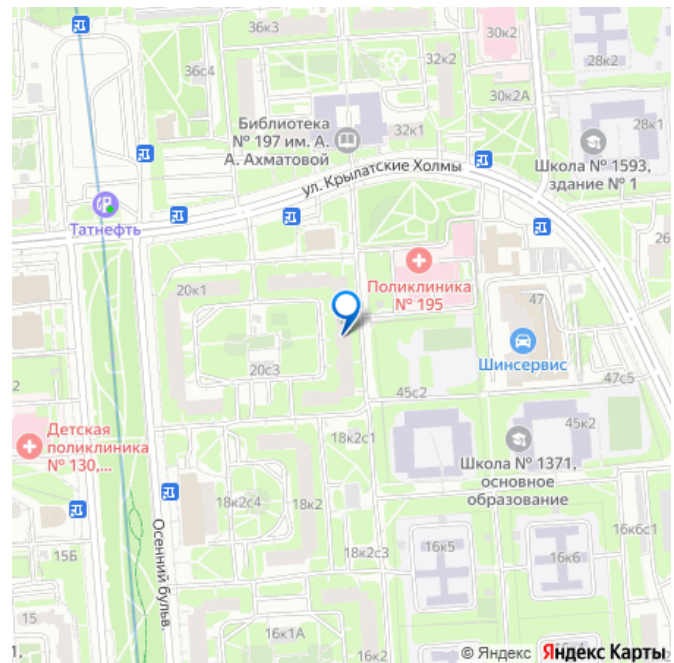 36к3
30к2
32к2
28к2
36с4
30к2А
Библиотека
№ 197 им. А.
А. Ахматовой
32к1
28к1
ул. Крылатские Холмы
Школа № 1593,
здание № 1
Татнефть
26
Поликлиника
№ 195
20к1
47
Шинсервис
20с3
2
45с2
47с5
Детская
поликлиника
№ 130,...
18к2с1
45к2
Школа № 1371,
основное
образование
18к2с4
18к2
Осенний бульв.
16к6с1
15Б
18к2с3
16к5
16к6
15
16к1А
1.
16к2
© Яндекс Яндекс Карты